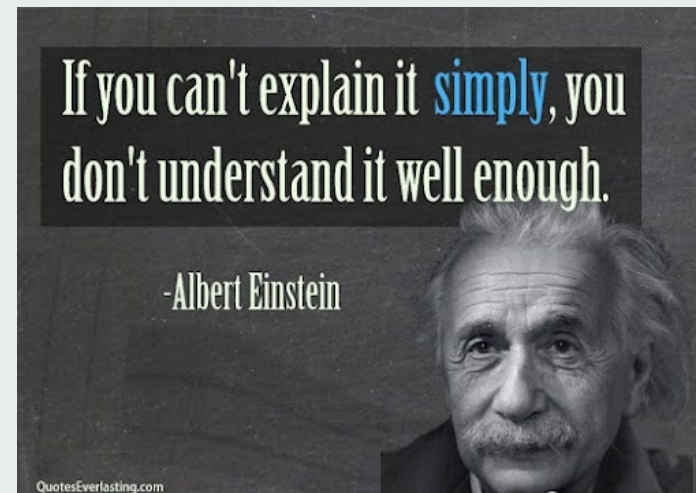 If you can't explain it simply, you
don't understand it well enough.
-Albert Einstein
QuotesEverlasting.com